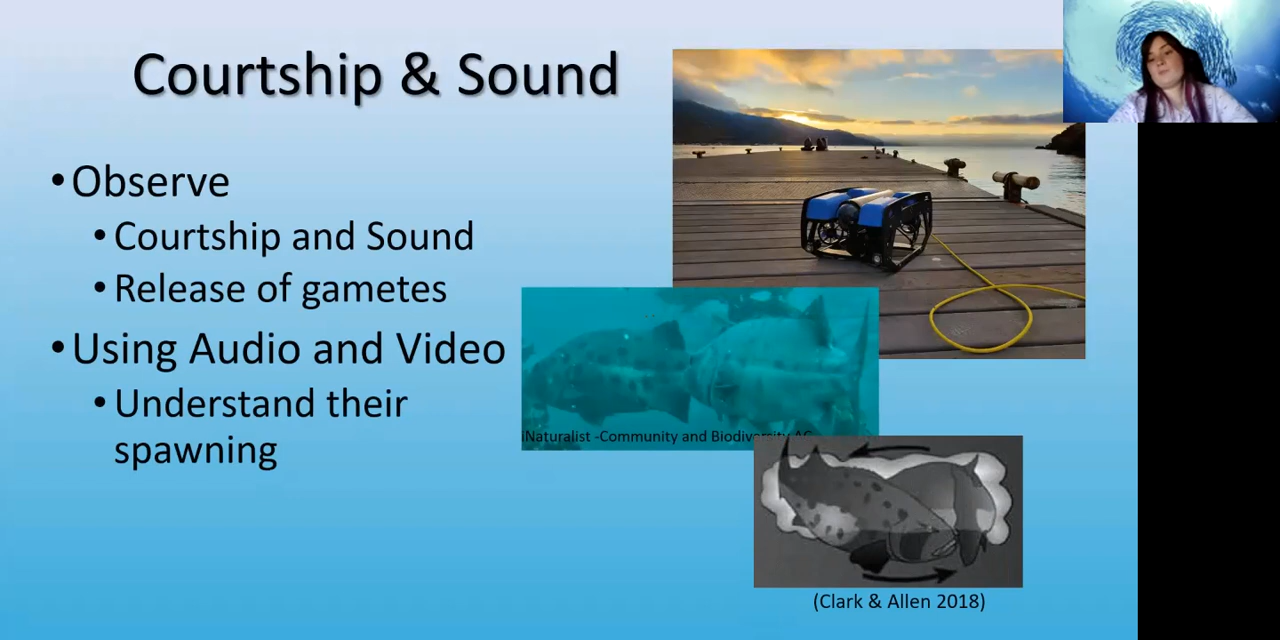 Courtship & Sound
•Observe
•Courtship and Sound
•Release of gametes
•Using Audio and Video
•Understand their
spawning
iNaturalist -Community and Biodiversity AC
(Clark & Allen 2018)